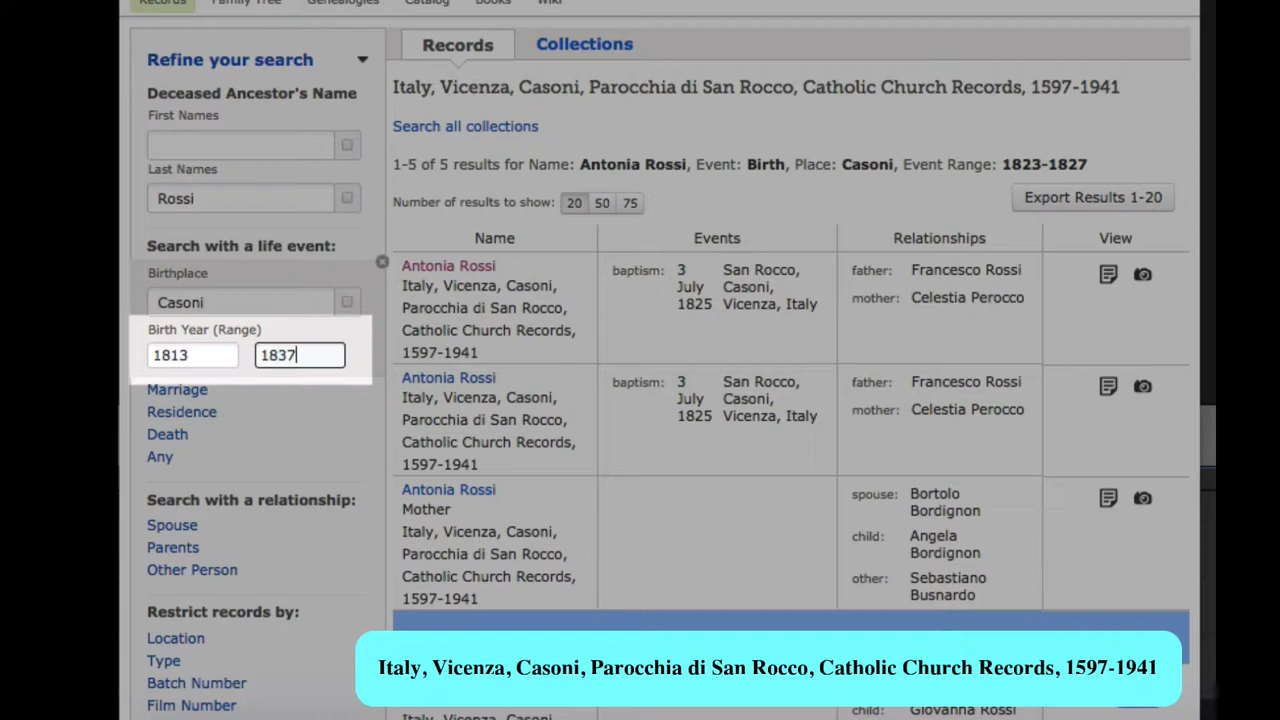 Records Family Tree Genealogies Catalog Books Wiki
Refine your search
Deceased Ancestor's Name
First Names
Last Names
Rossi
Search with a life event:
Birthplace
Casoni
Birth Year (Range)
1813 1837
Marriage
Residence
Death
Any
Search with a relationship:
Spouse
Parents
Other Person
Restrict records by:
Location
Type
Batch Number
Film Number
Records Collections
Italy, Vicenza, Casoni, Parocchia di San Rocco, Catholic Church Records, 1597-1941
Search all collections
1-5 of 5 results for Name: Antonia Rossi, Event: Birth, Place: Casoni, Event Range: 1823-1827
Number of results to show: 20 50 75
Export Results 1-20
Name Events Relationships View
Antonia Rossi
Italy, Vicenza, Casoni,
Parocchia di San Rocco,
Catholic Church Records,
1597-1941
baptism: 3 San Rocco,
July Casoni,
1825 Vicenza, Italy
father: Francesco Rossi
mother: Celestia Perocco
Antonia Rossi
Italy, Vicenza, Casoni,
Parocchia di San Rocco,
Catholic Church Records,
1597-1941
baptism: 3 San Rocco,
July Casoni,
1825 Vicenza, Italy
father: Francesco Rossi
mother: Celestia Perocco
Antonia Rossi
Mother
Italy, Vicenza, Casoni,
Parocchia di San Rocco,
Catholic Church Records,
1597-1941
spouse: Bortolo
Bordignon
child: Angela
Bordignon
other: Sebastiano
Busnardo
Italy, Vicenza, Casoni, Parocchia di San Rocco, Catholic Church Records, 1597-1941
child: Giovanna Rossi
Italy, Vicenza, Casoni,